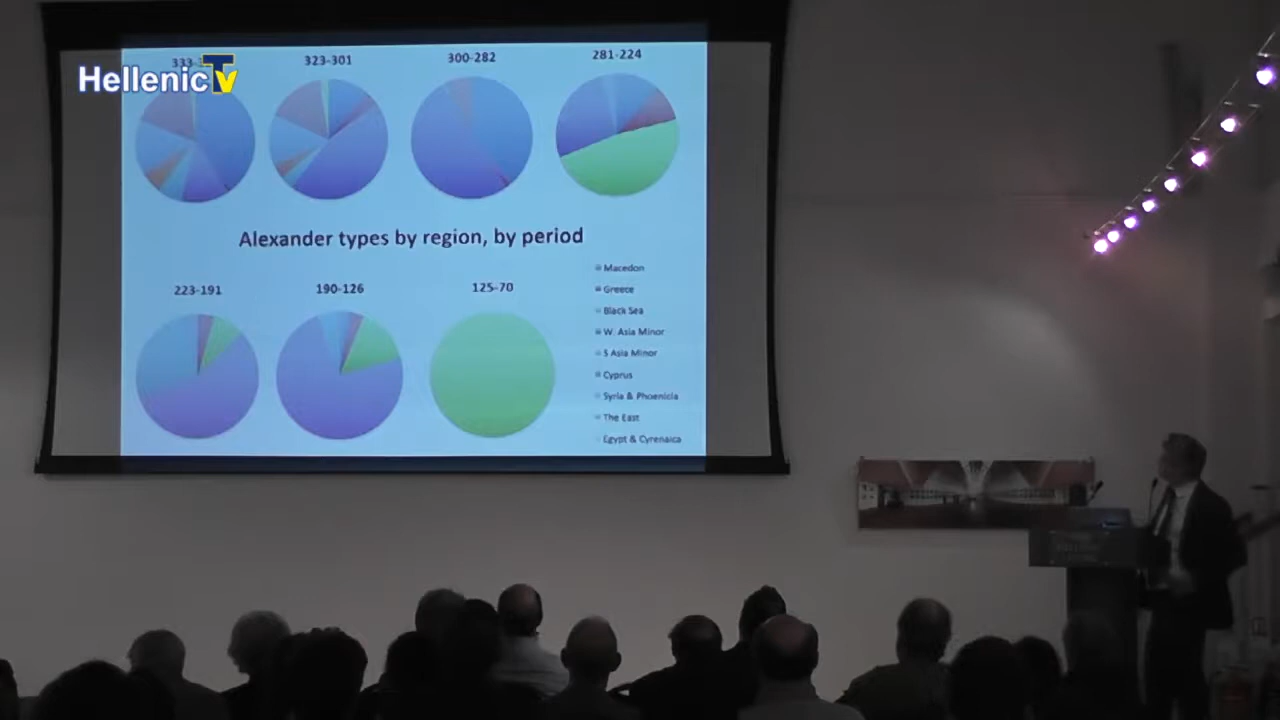 HellenicTV
323-301
300-282
281-224
Alexander types by region, by period
223-191
190-126
125-70
Macedon
Greece
Black Sea
W. Asia Minor
S Asia Minor
Cyprus
Syria & Phoenicia
The East
Egypt & Cyrenaica